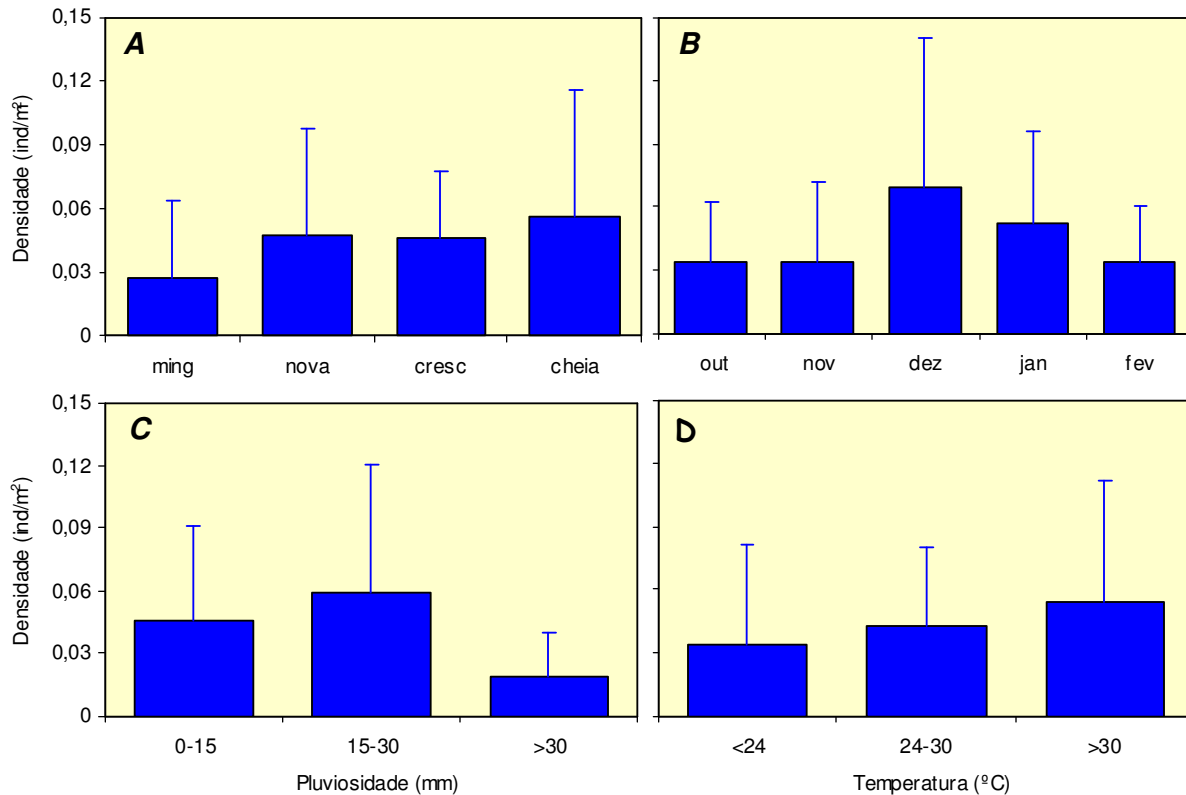 A
B
Densidade (ind/m²)
0,15
0,12
0,09
0,06
0,03
0
ming nova cresc cheia
out nov dez jan fev
C
D
Densidade (ind/m²)
0,15
0,12
0,09
0,06
0,03
0
0-15 15-30 >30
<24 24-30 >30
Pluviosidade (mm)
Temperatura (ºC)